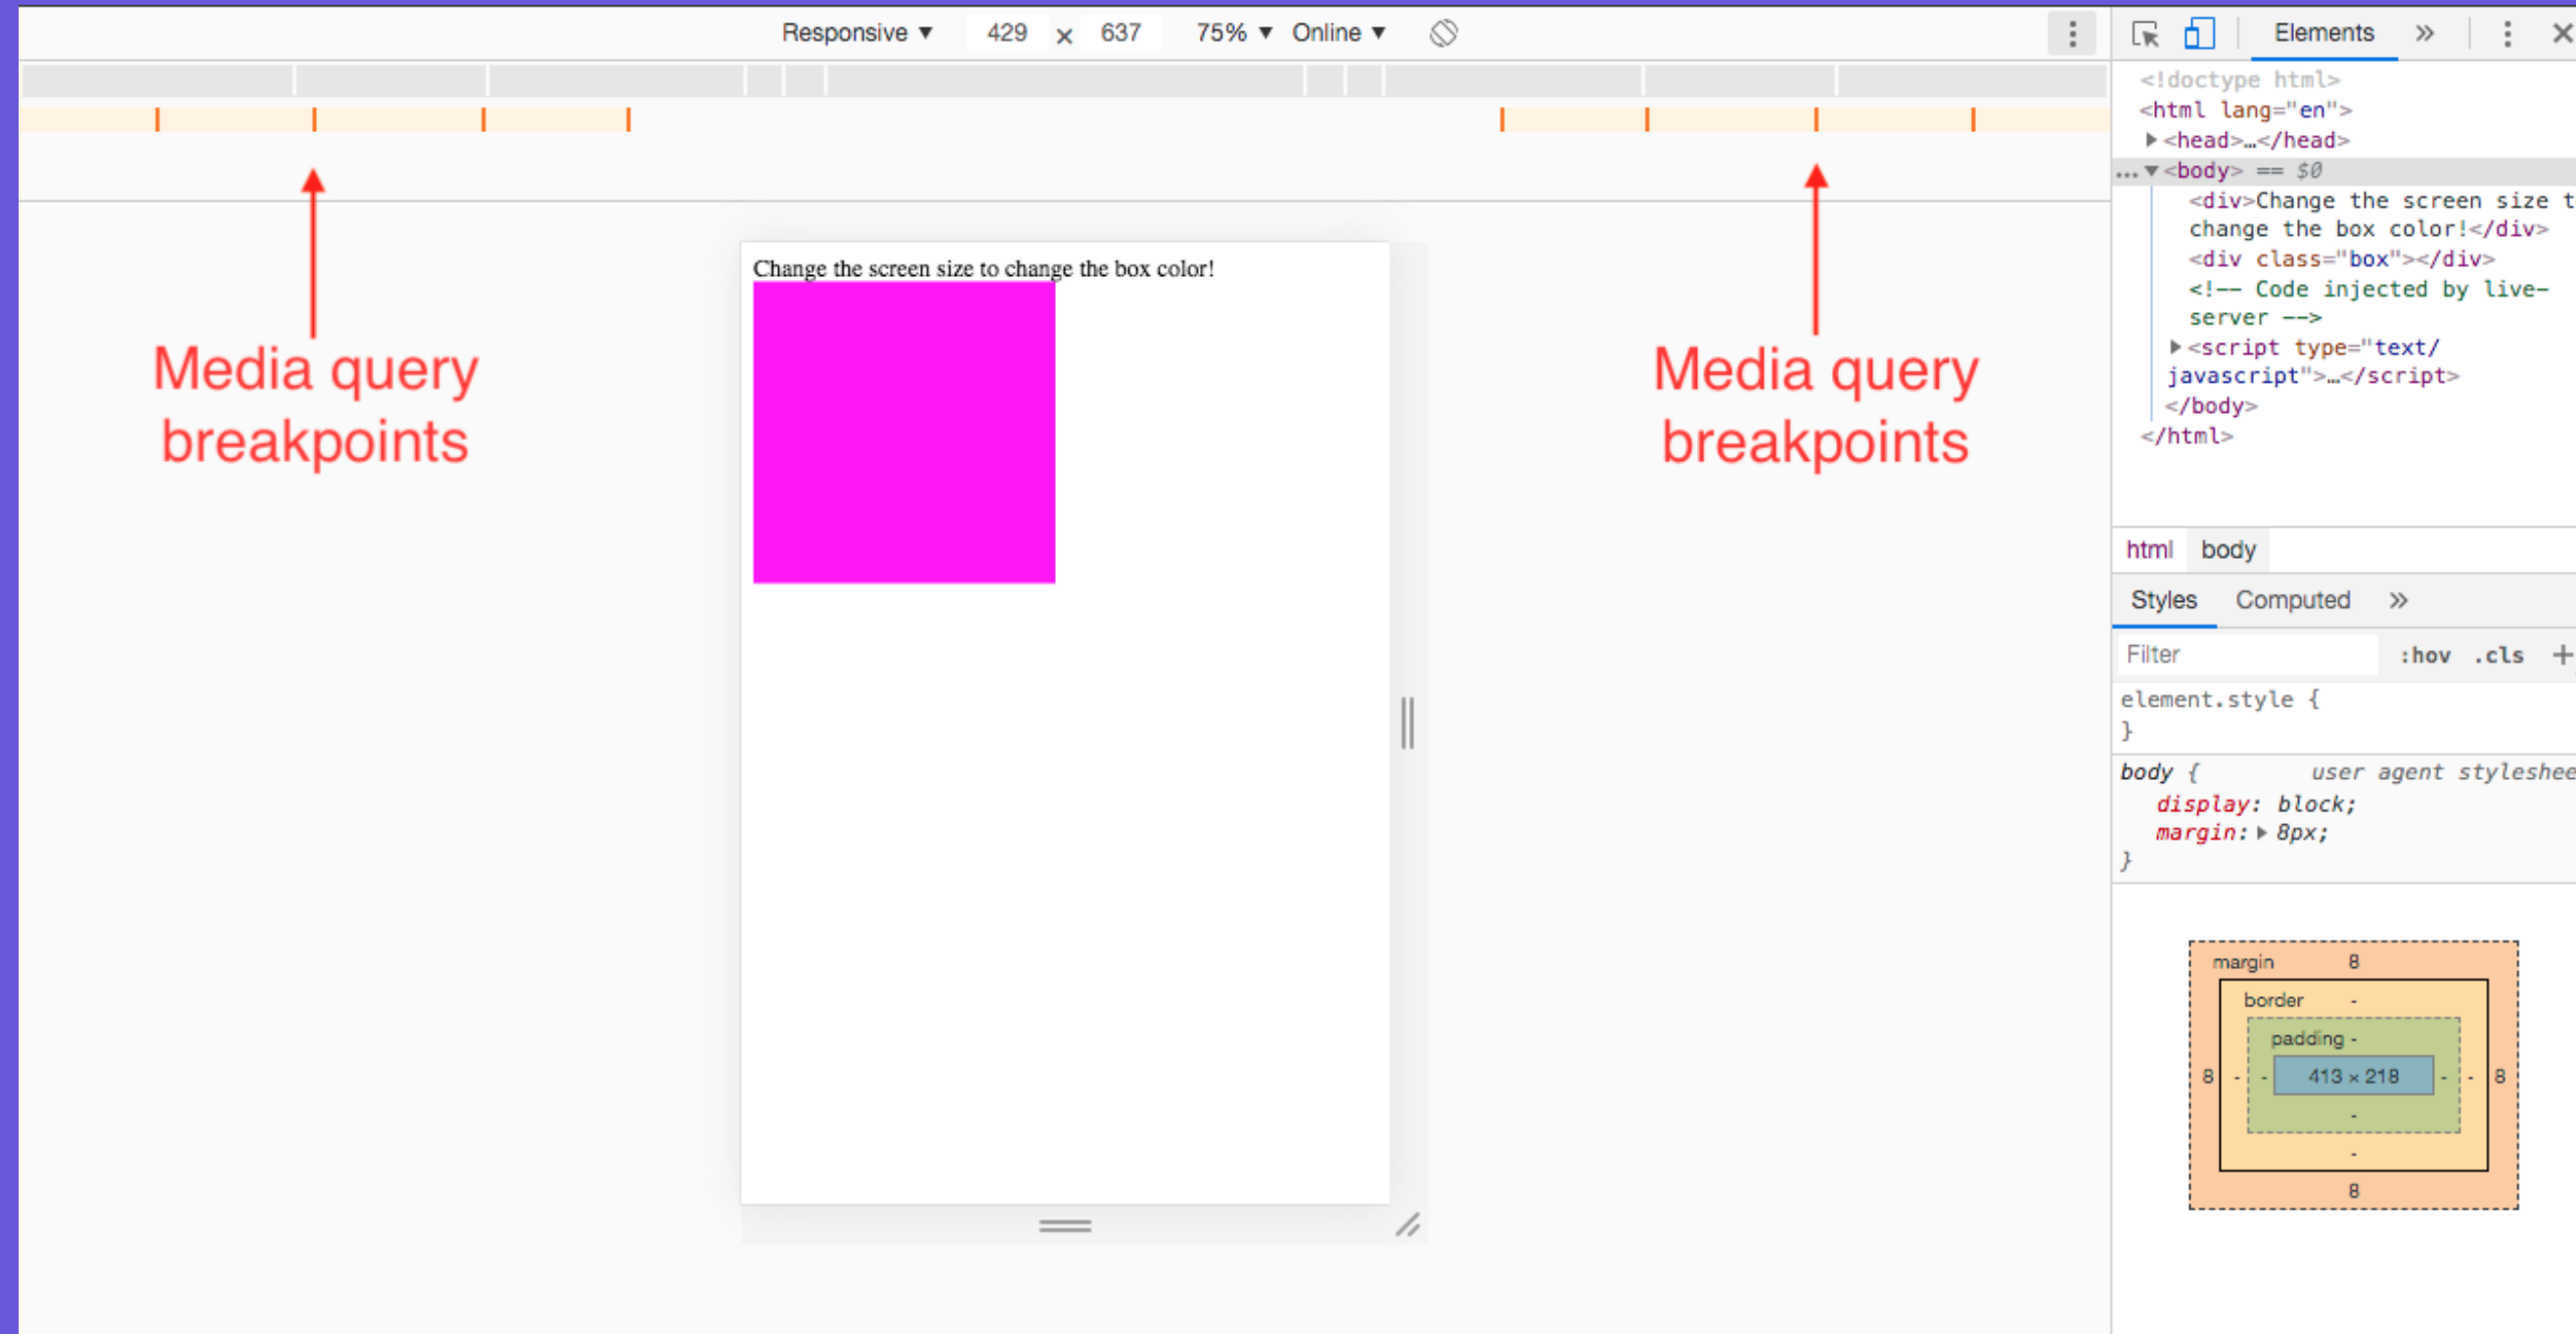 Responsive ▼ 429 × 637 75% ▼ Online ▼
Elements »
<!doctype html>
<html lang="en">
▶<head>…</head>
…▼<body> == $0
<div>Change the screen size t
change the box color!</div>
<div class="box"></div>
<!-- Code injected by live-
server -->
▶<script type="text/
javascript">…</script>
</body>
</html>
Media query
breakpoints
Change the screen size to change the box color!
Media query
breakpoints
html body
Styles Computed »
Filter :hov .cls +
element.style {
}
body { user agent styleshee
display: block;
margin:▶ 8px;
}
margin 8
border -
padding -
8 - - 413 × 218 - - 8
-
-
8